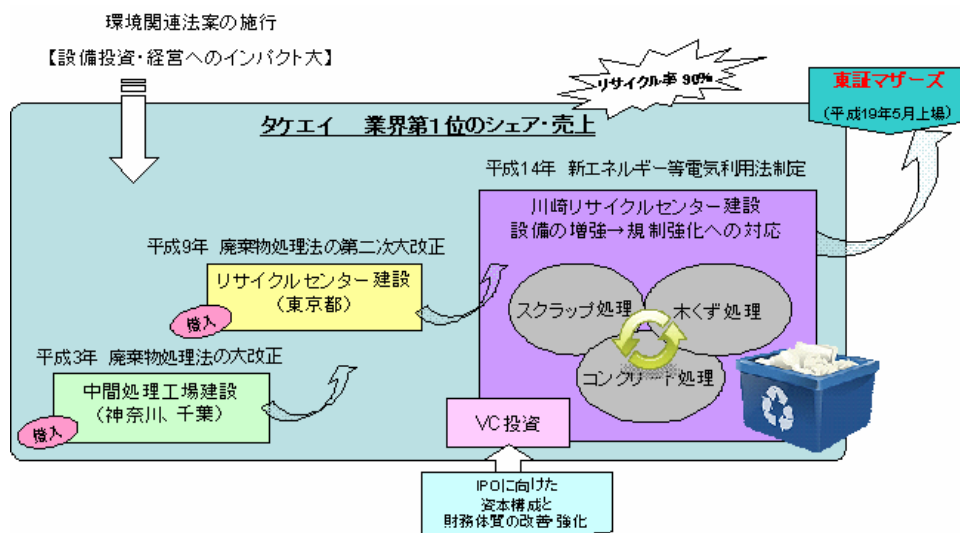 環境関連法案の施行
【設備投資・経営へのインパクト大】
リサイクル率 90%
東証マザーズ
(平成19年5月上場)
タケエイ 業界第1位のシェア・売上
平成14年 新エネルギー等電気利用法制定
川崎リサイクルセンター建設
設備の増強→規制強化への対応
平成9年 廃棄物処理法の第二次大改正
リサイクルセンター建設
(東京都)
搬入
スクラップ処理
木くず処理
コンクリート処理
平成3年 廃棄物処理法の大改正
中間処理工場建設
(神奈川、千葉)
搬入
VC投資
IPOに向けた
資本構成と
財務体質の改善・強化